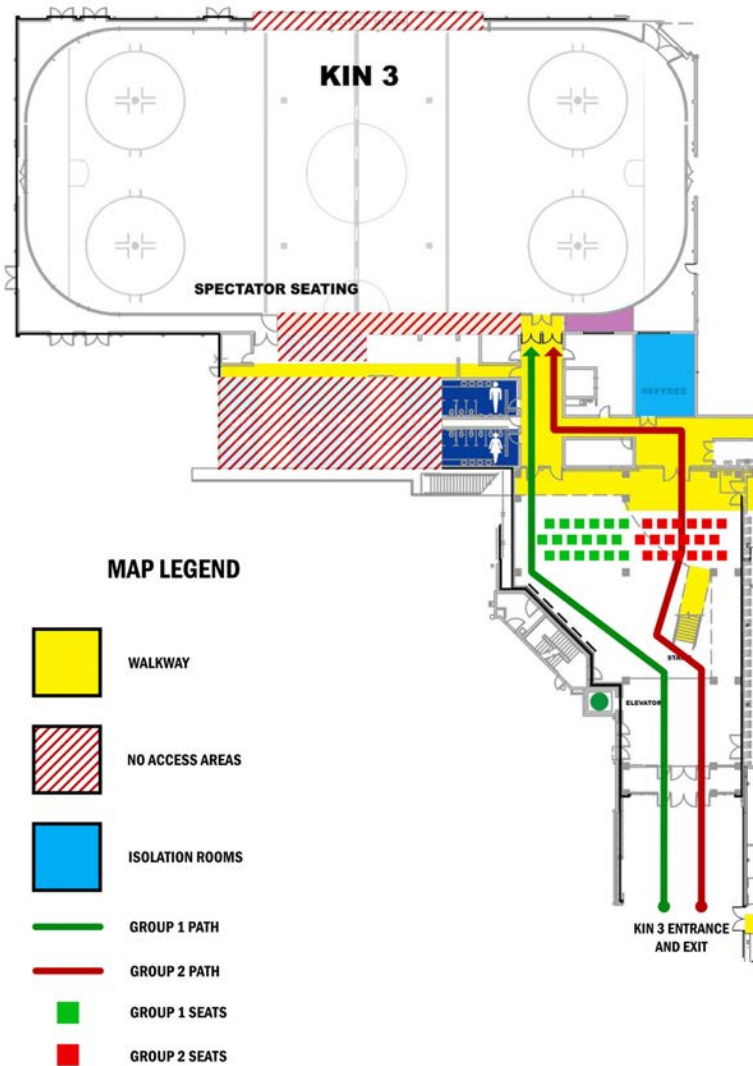 KIN 3
SPECTATOR SEATING
REFEREE
ELEVATOR
KIN 3 ENTRANCE
AND EXIT
MAP LEGEND
WALKWAY
NO ACCESS AREAS
ISOLATION ROOMS
GROUP 1 PATH
GROUP 2 PATH
GROUP 1 SEATS
GROUP 2 SEATS